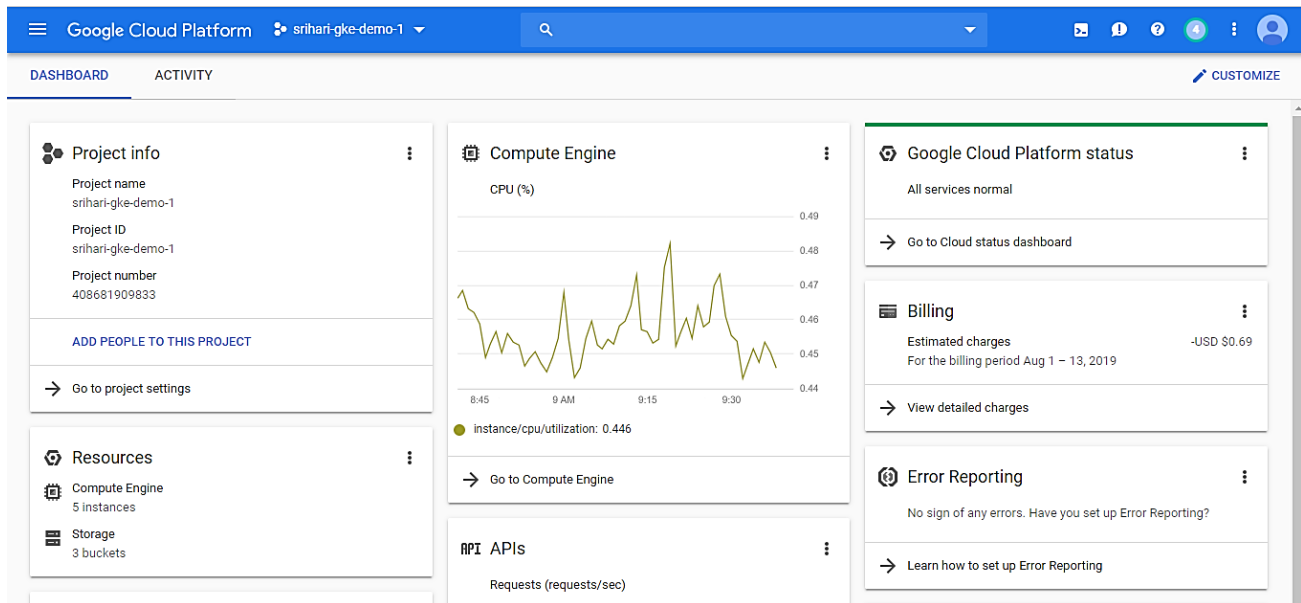 Google Cloud Platform
srihari-gke-demo-1
4
DASHBOARD
ACTIVITY
CUSTOMIZE
Project info
Project name
srihari-gke-demo-1
Project ID
srihari-gke-demo-1
Project number
408681909833
ADD PEOPLE TO THIS PROJECT
Go to project settings
Resources
Compute Engine
5 instances
Storage
3 buckets
Compute Engine
CPU (%)
0.49
0.48
0.47
0.46
0.45
0.44
8:45
9 AM
9:15
9:30
instance/cpu/utilization: 0.446
Go to Compute Engine
API APIs
Requests (requests/sec)
Google Cloud Platform status
All services normal
Go to Cloud status dashboard
Billing
Estimated charges -USD $0.69
For the billing period Aug 1 – 13, 2019
View detailed charges
Error Reporting
No sign of any errors. Have you set up Error Reporting?
Learn how to set up Error Reporting